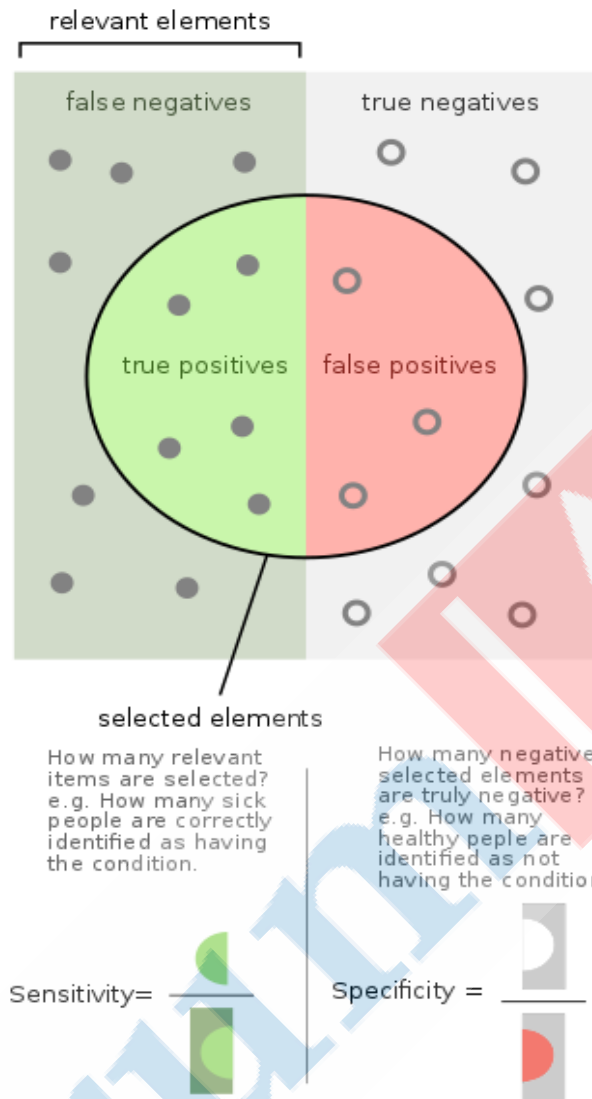 relevant elements
false negatives
true negatives
true positives
false positives
selected elements
How many relevant
items are selected?
e.g. How many sick
people are correctly
identified as having
the condition.
How many negative
selected elements
are truly negative?
e.g. How many
healthy peple are
identified as not
having the conditio
Sensitivity=
Specificity =